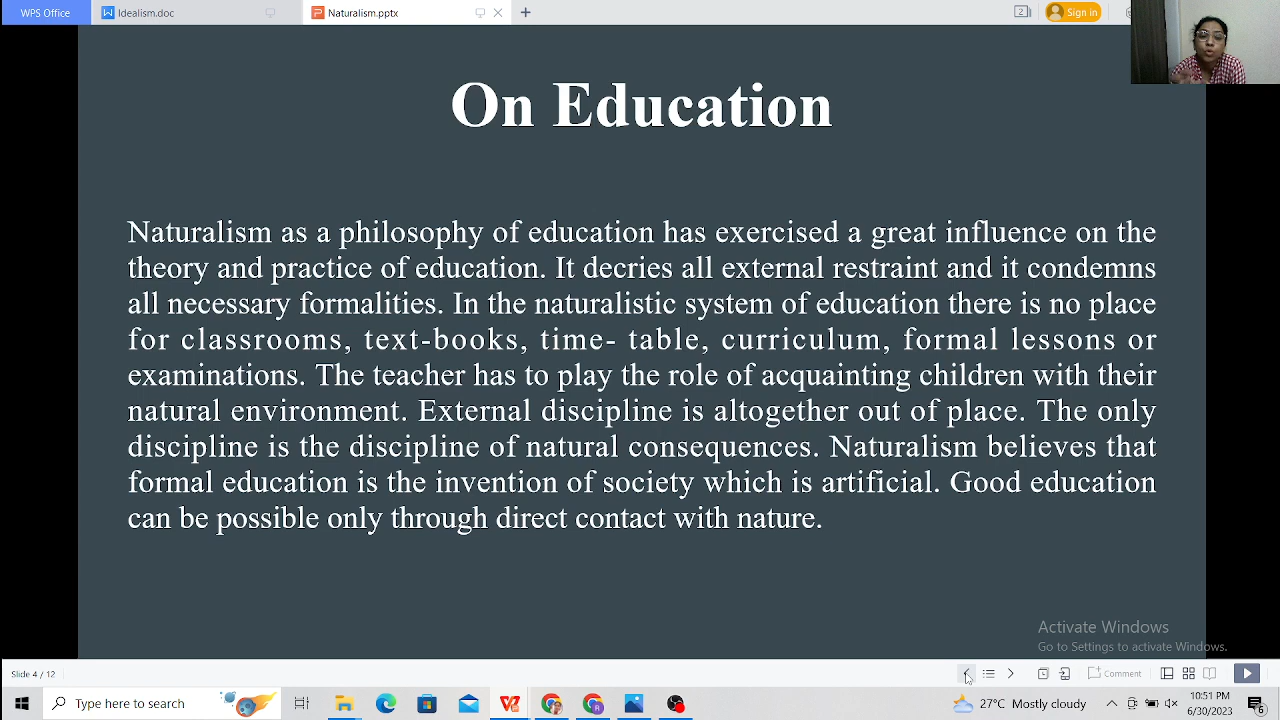 WPS Office
Idealism.doc
Naturalism.pptx
2
Sign in
On Education
Naturalism as a philosophy of education has exercised a great influence on the
theory and practice of education. It decries all external restraint and it condemns
all necessary formalities. In the naturalistic system of education there is no place
for classrooms, text-books, time- table, curriculum, formal lessons or
examinations. The teacher has to play the role of acquainting children with their
natural environment. External discipline is altogether out of place. The only
discipline is the discipline of natural consequences. Naturalism believes that
formal education is the invention of society which is artificial. Good education
can be possible only through direct contact with nature.
Activate Windows
Go to Settings to activate Windows.
Slide 4 / 12
Comment
Type here to search
27°C Mostly cloudy
10:51 PM
6/30/2023
6